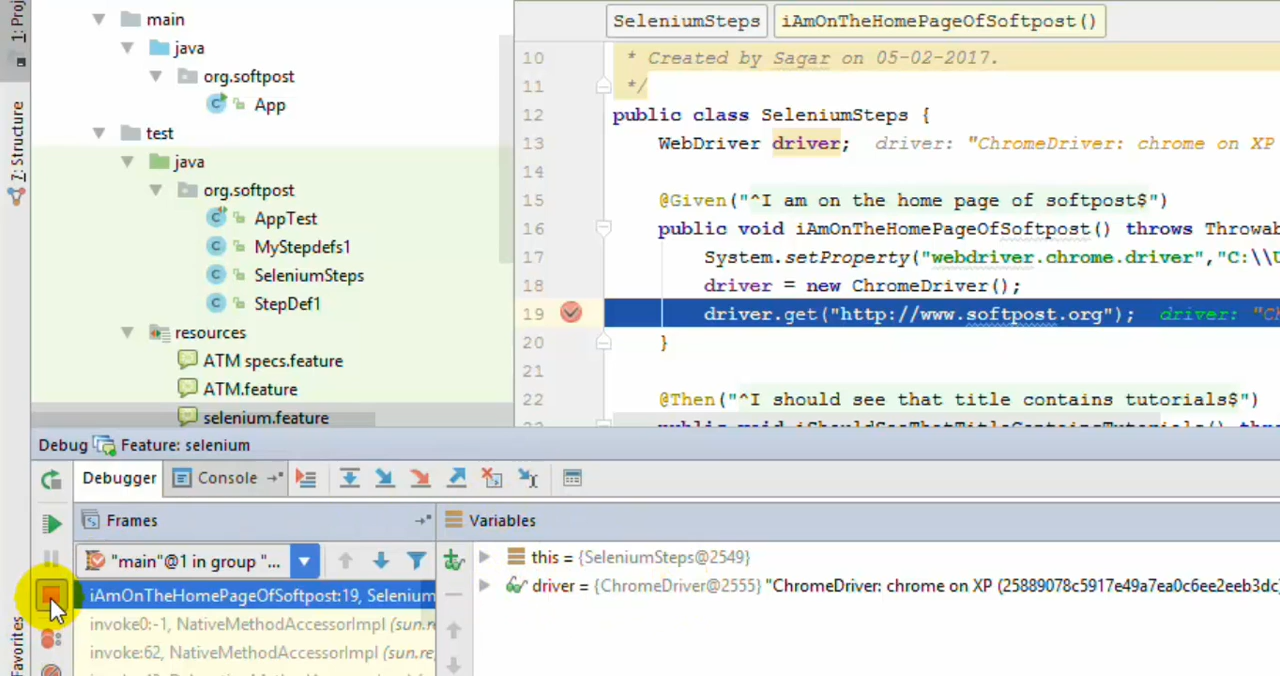 1: Proj
7: Structure
Favorites
main
java
org.softpost
App
test
java
org.softpost
AppTest
MyStepdefs1
SeleniumSteps
StepDef1
resources
ATM specs.feature
ATM.feature
selenium.feature
SeleniumSteps iAmOnTheHomePageOfSoftpost()
10 * Created by Sagar on 05-02-2017.
11 */
12 public class SeleniumSteps {
13 WebDriver driver; driver: "ChromeDriver: chrome on XP
14
15 @Given("^I am on the home page of softpost$")
16 public void iAmOnTheHomePageOfSoftpost() throws Throwab
17 System.setProperty("webdriver.chrome.driver","C:\\U
18 driver = new ChromeDriver();
19 driver.get("http://www.softpost.org"); driver: "Ch
20 }
21
22 @Then("^I should see that title contains tutorials$")
23 public void iShouldSeeThatTitleContainsTutorials() thro
Debug Feature: selenium
Debugger Console
Frames
"main"@1 in group "...
iAmOnTheHomePageOfSoftpost:19, Selenium
invoke0:-1, NativeMethodAccessorImpl (sun.re
invoke:62, NativeMethodAccessorImpl (sun.re
Variables
this = {SeleniumSteps@2549}
driver = {ChromeDriver@2555} "ChromeDriver: chrome on XP (25889078c5917e49a7ea0c6ee2eeb3dc